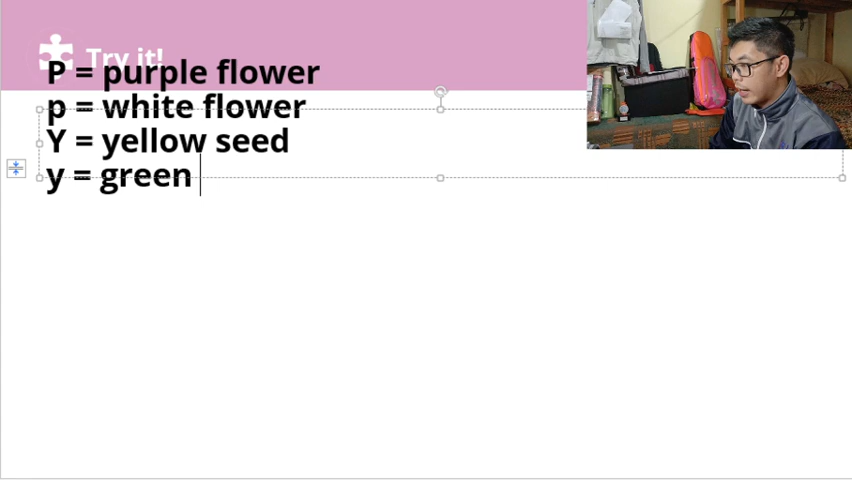 Try it!
P = purple flower
p = white flower
Y = yellow seed
y = green